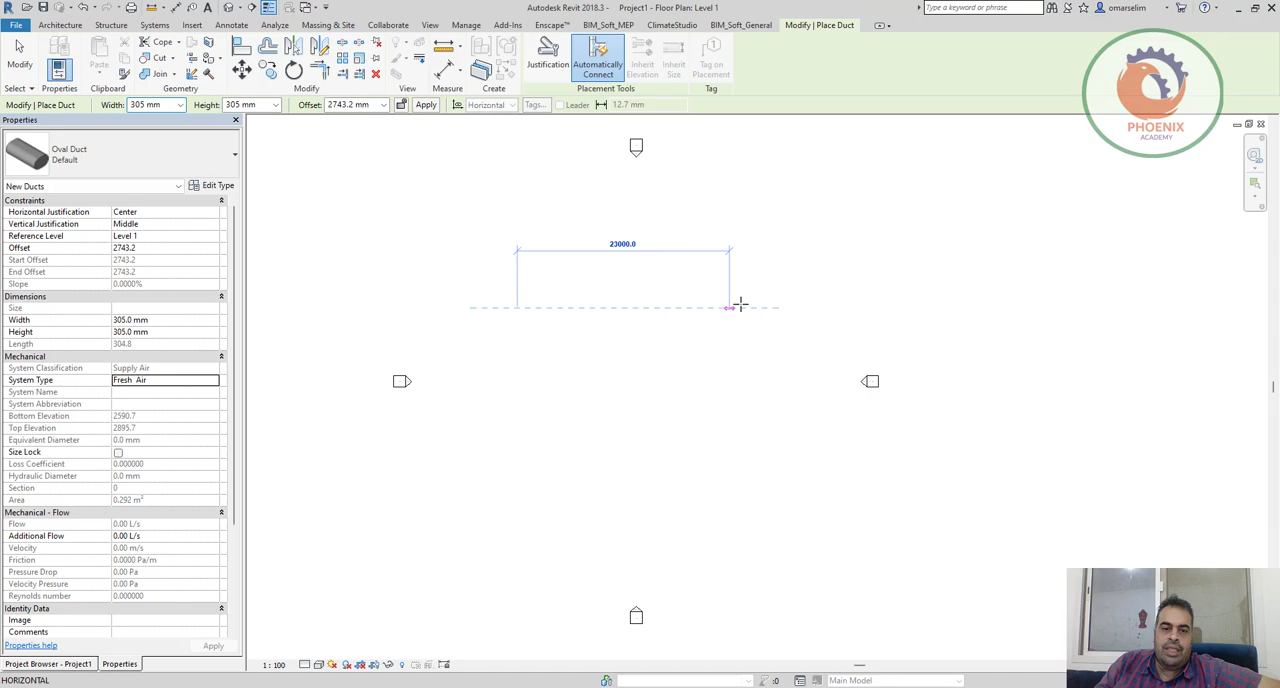 Autodesk Revit 2018.3 - Project1 - Floor Plan: Level 1
Type a keyword or phrase
omarselim
File Architecture Structure Systems Insert Annotate Analyze Massing & Site Collaborate View Manage Add-Ins Enscape™ BIM_Soft_MEP ClimateStudio BIM_Soft_General Modify | Place Duct
Modify
Paste
Cope
Cut
Join
Justification
Automatically Connect
Inherit Elevation
Inherit Size
Tag on Placement
Select Properties Clipboard Geometry Modify View Measure Create Placement Tools Tag
Modify | Place Duct Width: 305 mm Height: 305 mm Offset: 2743.2 mm Apply Horizontal Tags... Leader 12.7 mm
PHOENIX
ACADEMY
Properties
Oval Duct
Default
New Ducts Edit Type
Constraints
Horizontal Justification Center
Vertical Justification Middle
Reference Level Level 1
Offset 2743.2
Start Offset 2743.2
End Offset 2743.2
Slope 0.0000%
Dimensions
Size
Width 305.0 mm
Height 305.0 mm
Length 304.8
Mechanical
System Classification Supply Air
System Type Fresh Air
System Name
System Abbreviation
Bottom Elevation 2590.7
Top Elevation 2895.7
Equivalent Diameter 0.0 mm
Size Lock
Loss Coefficient 0.000000
Hydraulic Diameter 0.0 mm
Section 0
Area 0.292 m²
Mechanical - Flow
Flow 0.00 L/s
Additional Flow 0.00 L/s
Velocity 0.00 m/s
Friction 0.0000 Pa/m
Pressure Drop 0.00 Pa
Velocity Pressure 0.00 Pa
Reynolds number 0.000000
Identity Data
Image
Comments
Properties help Apply
Project Browser - Project1 Properties
23000.0
1 : 100
HORIZONTAL
:0
Main Model